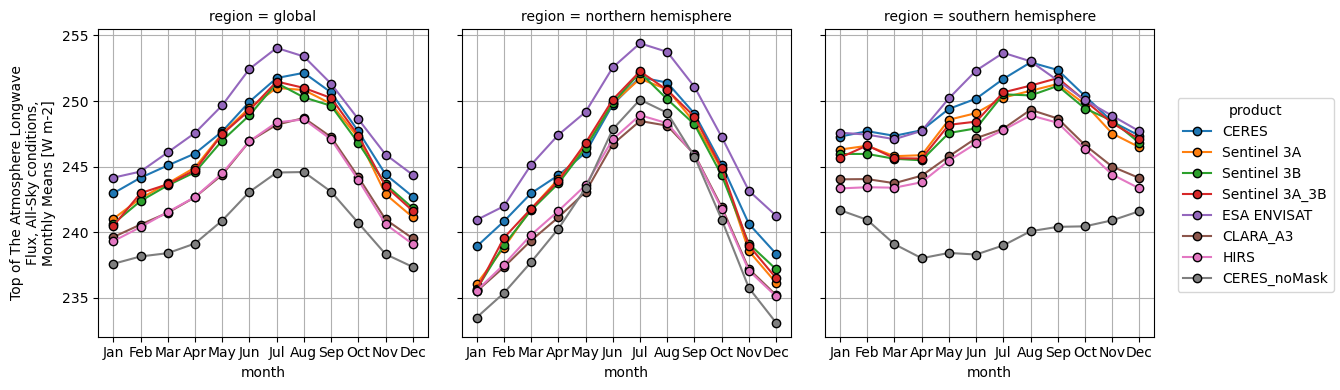 region = global
region = northern hemisphere
region = southern hemisphere
Top of The Atmosphere Longwave
Flux, All-Sky conditions,
Monthly Means [W m-2]
255
250
245
240
235
Jan Feb Mar Apr May Jun Jul Aug Sep Oct Nov Dec
month
Jan Feb Mar Apr May Jun Jul Aug Sep Oct Nov Dec
month
Jan Feb Mar Apr May Jun Jul Aug Sep Oct Nov Dec
month
product
CERES
Sentinel 3A
Sentinel 3B
Sentinel 3A_3B
ESA ENVISAT
CLARA_A3
HIRS
CERES_noMask